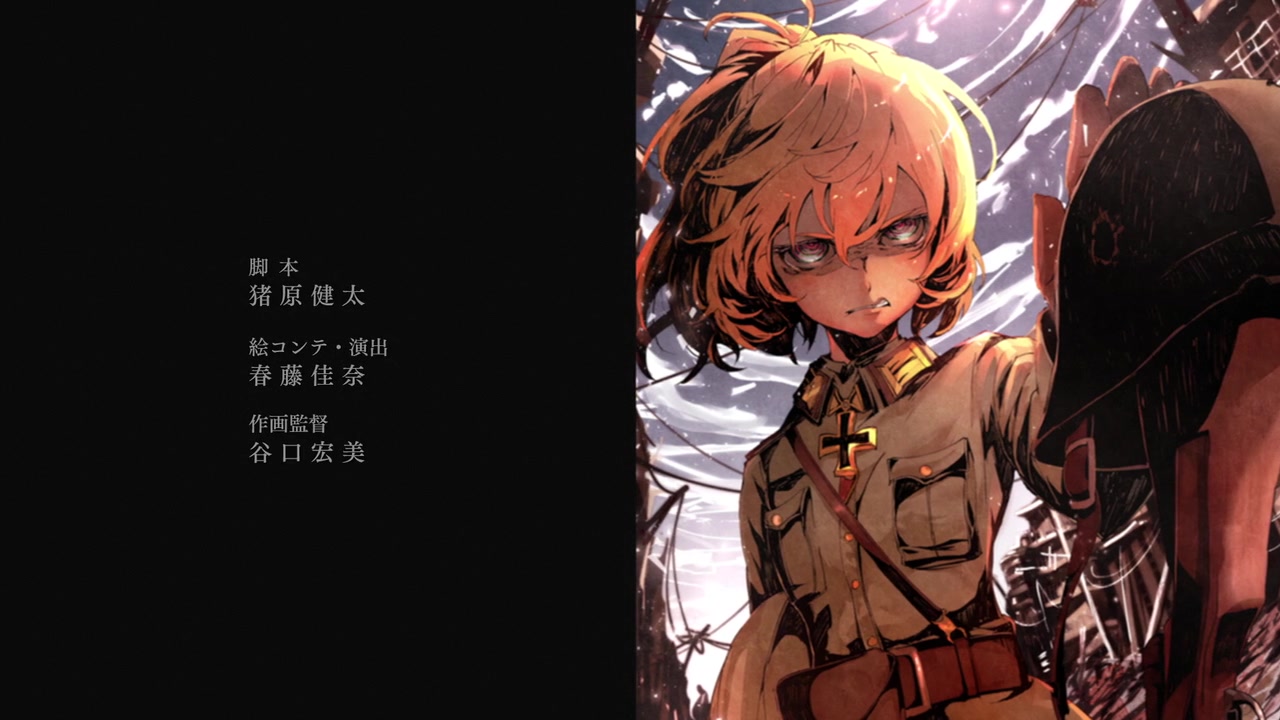 脚本
猪原健太
絵コンテ・演出
春藤佳奈
作画監督
谷口宏美